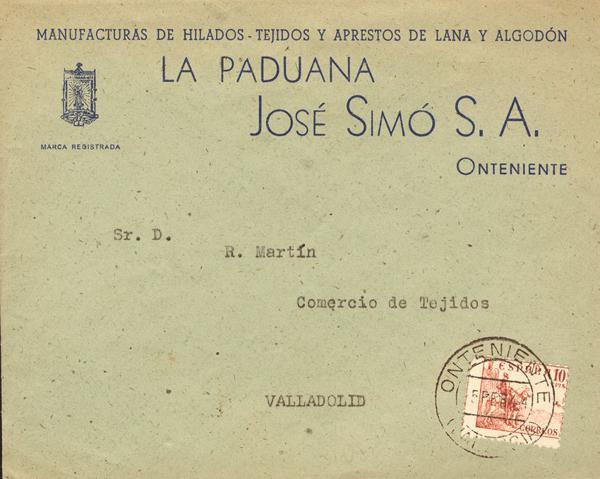 MANUFACTURAS DE HILADOS - TEJIDOS Y APRESTOS DE LANA Y ALGODÓN
LA PADUANA
JOSÉ SIMÓ S. A.
ONTENIENTE
MARCA REGISTRADA
Sr. D.
R. Martín
Comercio de Tejidos
VALLADOLID
ONTENIENTE
ESPAÑA 10
CORREOS